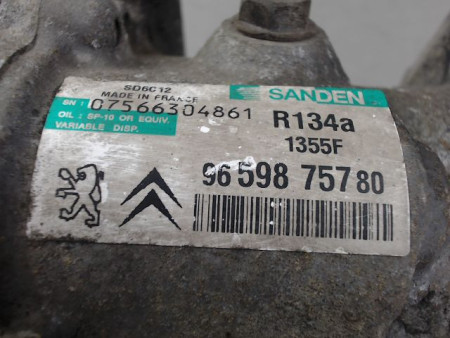 SD6C12
MADE IN FRANCE
SANDEN
SN : 07566304861
OIL : SP-10 OR EQUIV.
VARIABLE DISP.
R134a
1355F
96 598 757 80